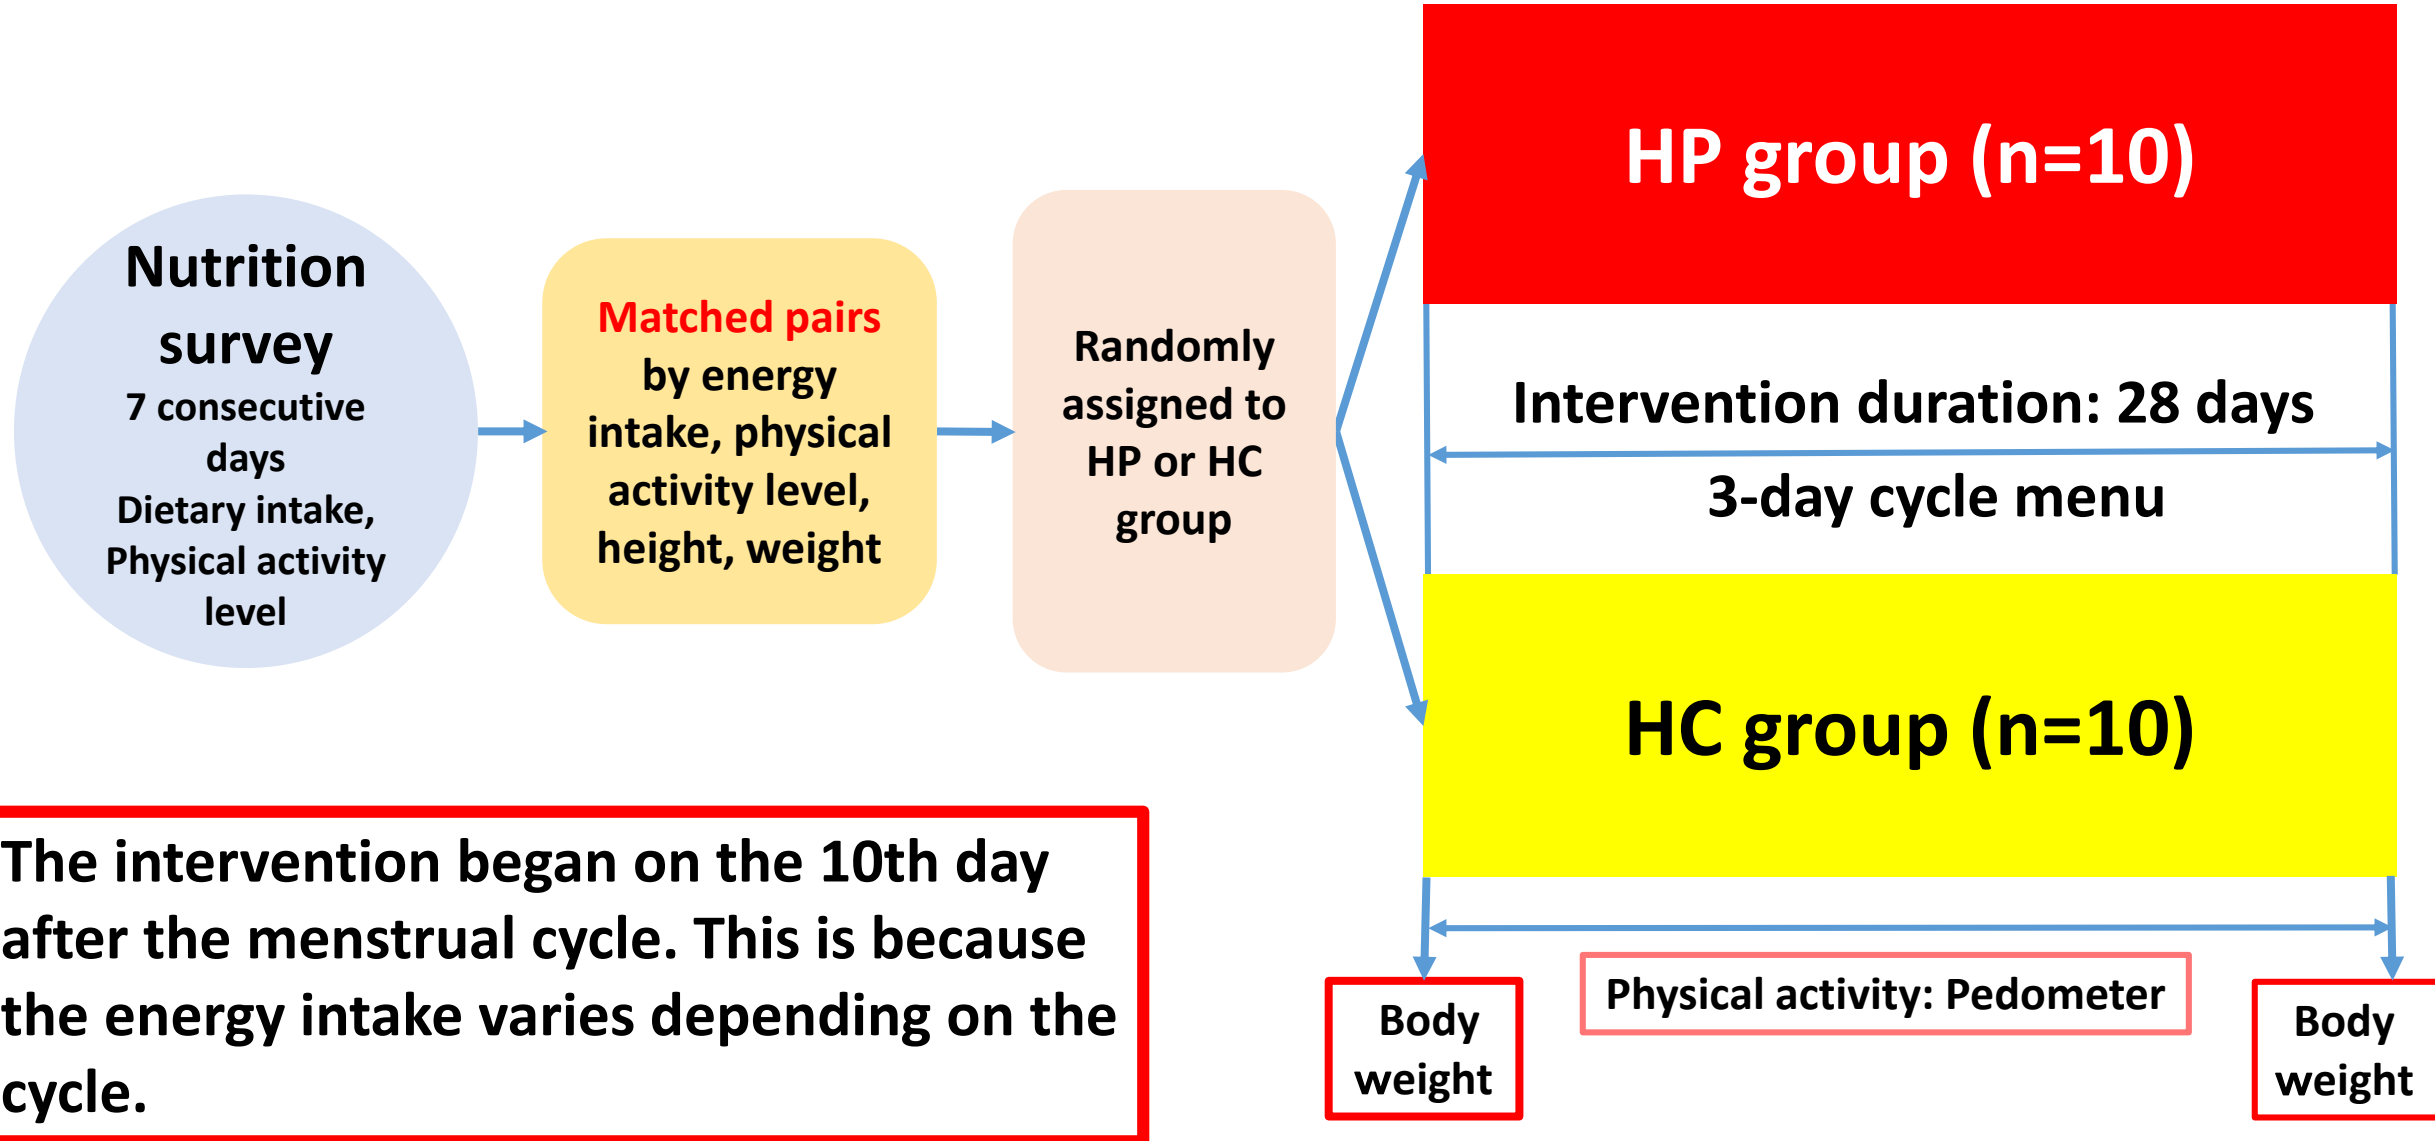 Nutrition
survey
7 consecutive
days
Dietary intake,
Physical activity
level
Matched pairs
by energy
intake, physical
activity level,
height, weight
Randomly
assigned to
HP or HC
group
HP group (n=10)
Intervention duration: 28 days
3-day cycle menu
HC group (n=10)
The intervention began on the 10th day
after the menstrual cycle. This is because
the energy intake varies depending on the
cycle.
Body
weight
Physical activity: Pedometer
Body
weight